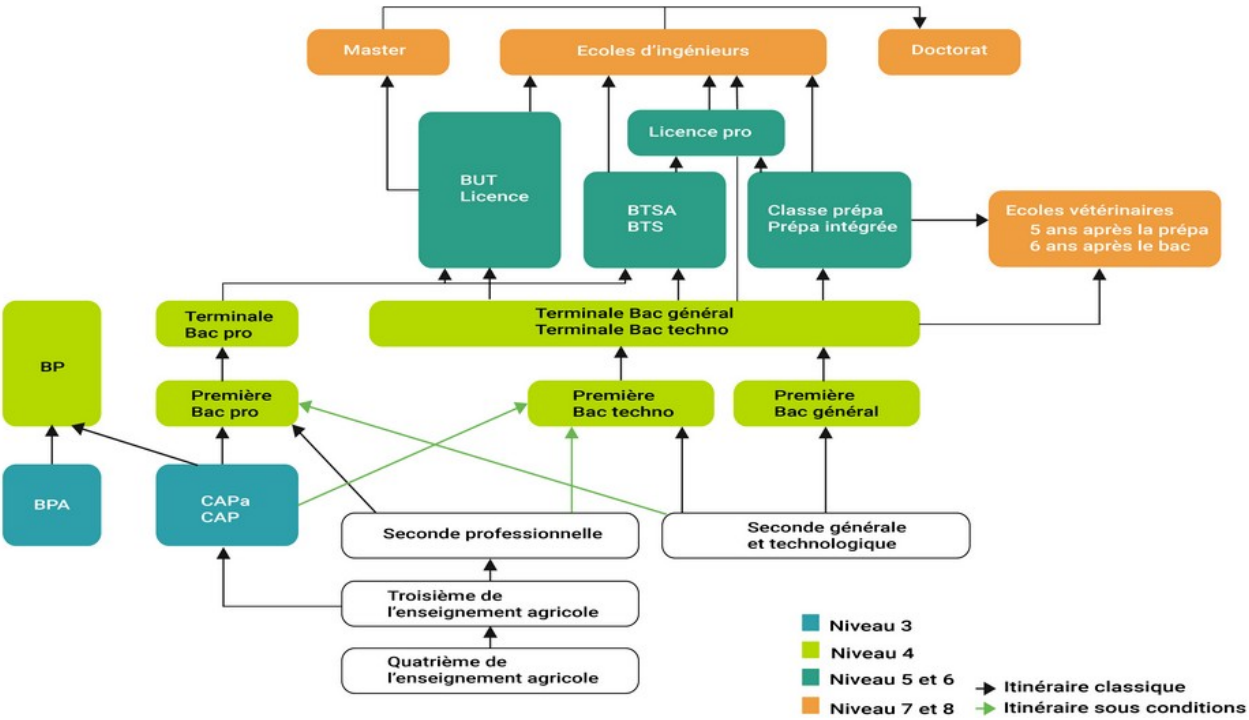 Master
Ecoles d'ingénieurs
Doctorat
Licence pro
BUT
Licence
BTSA
BTS
Classe prépa
Prépa intégrée
Ecoles vétérinaires
5 ans après la prépa
6 ans après le bac
Terminale
Bac pro
Terminale Bac général
Terminale Bac techno
BP
Première
Bac pro
Première
Bac techno
Première
Bac général
BPA
CAPa
CAP
Seconde professionnelle
Seconde générale
et technologique
Troisième de
l'enseignement agricole
Quatrième de
l'enseignement agricole
Niveau 3
Niveau 4
Niveau 5 et 6
Niveau 7 et 8
Itinéraire classique
Itinéraire sous conditions